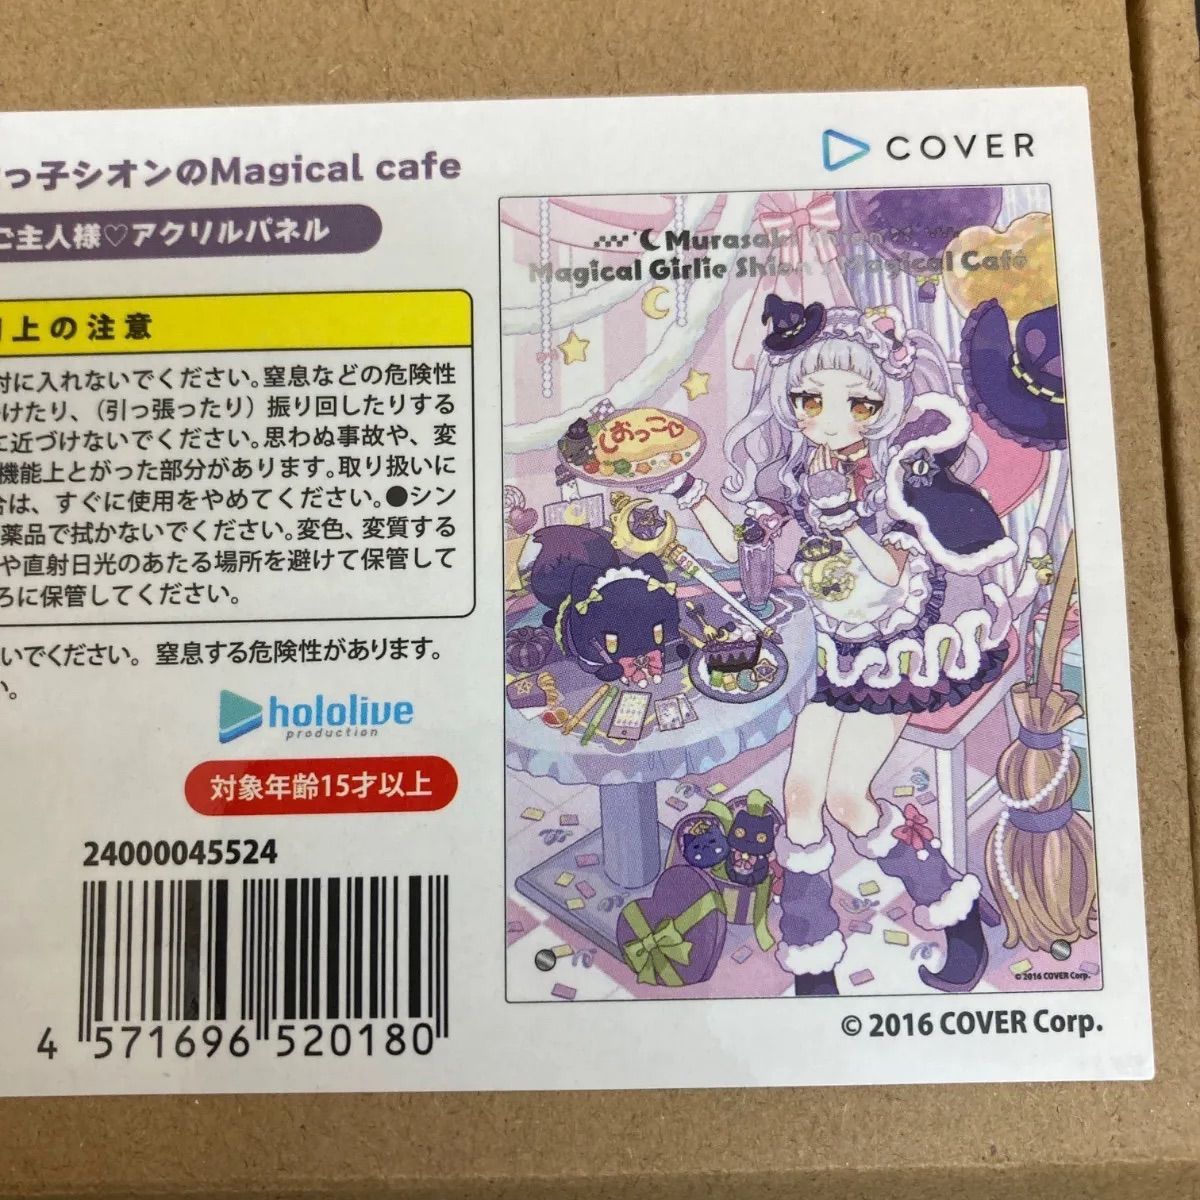 っ子シオンのMagical cafe
ご主人様♡アクリルパネル
上の注意
に入れないでください。窒息などの危険性
けたり、（引っ張ったり）振り回したりする
に近づけないでください。思わぬ事故や、変
機能上とがった部分があります。取り扱いに
合は、すぐに使用をやめてください。●シン
薬品で拭かないでください。変色、変質する
や直射日光のあたる場所を避けて保管して
ろに保管してください。
いでください。窒息する危険性があります。
い。
hololive
production
対象年齢15才以上
24000045524
4 571696 520180
COVER
Murasaki Shion's
Magical Girlie Shion's Magical Café
しおっこ♡
© 2016 COVER Corp.
© 2016 COVER Corp.